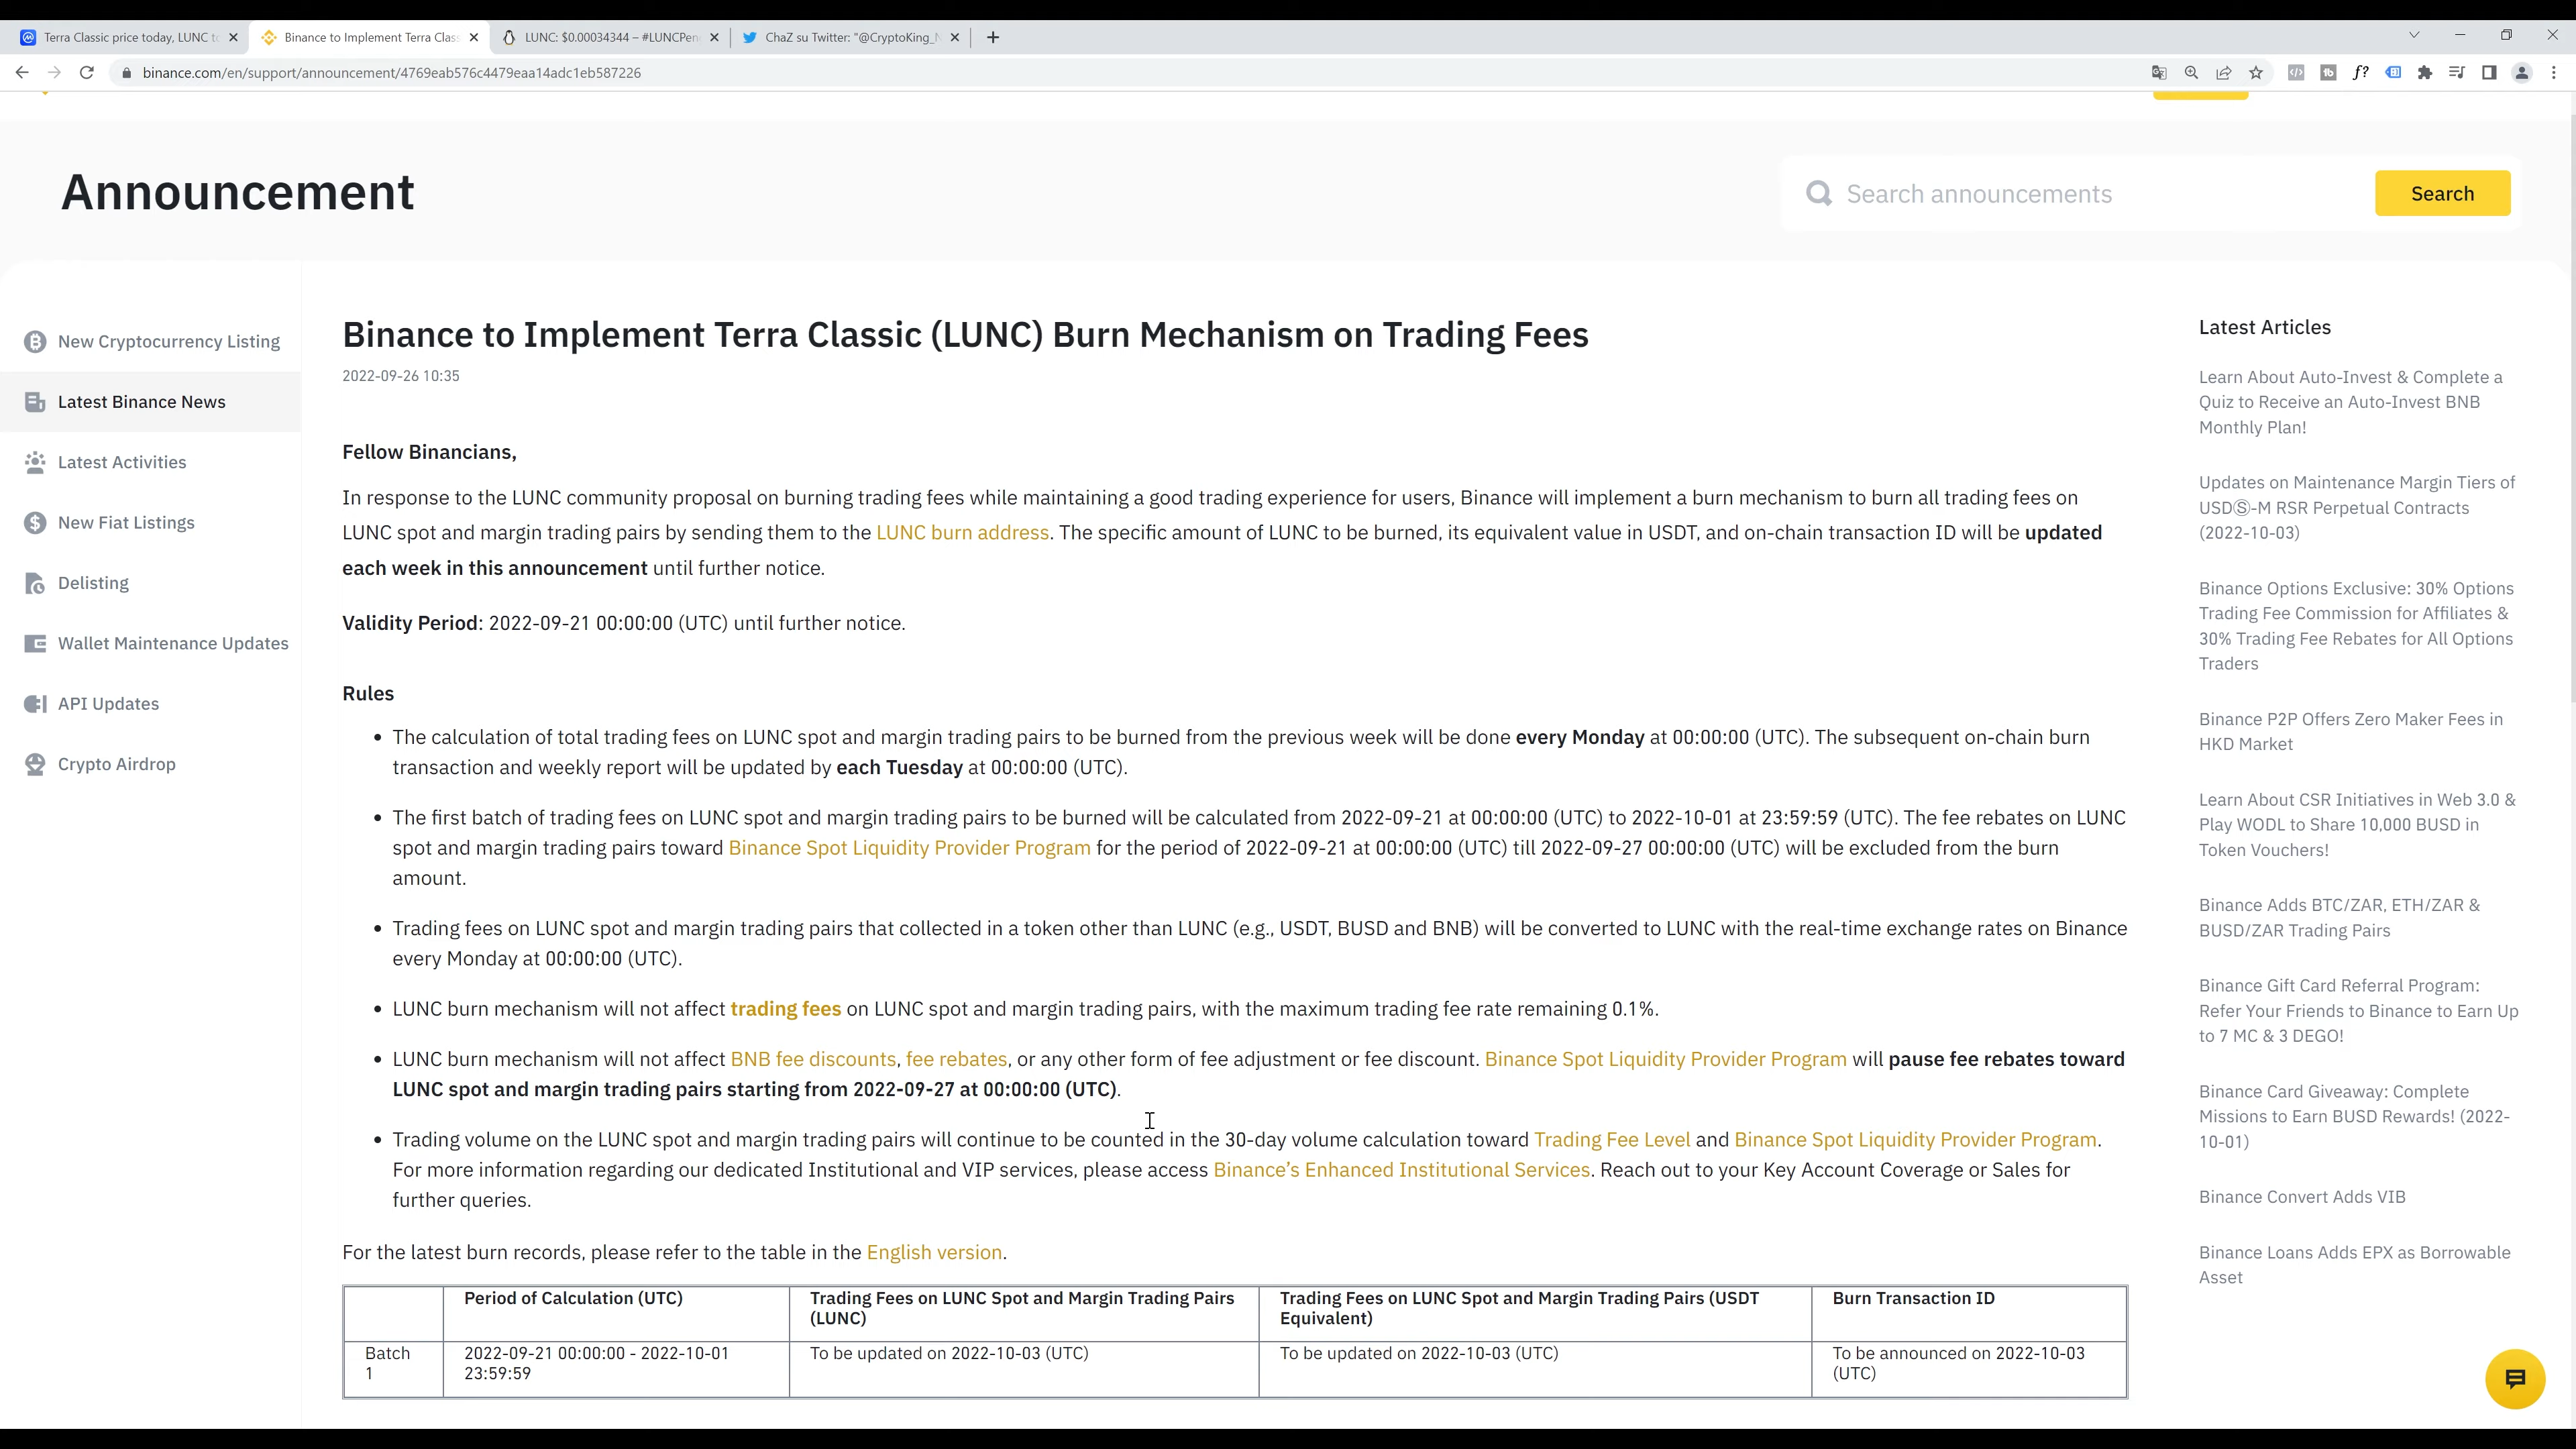 Terra Classic price today, LUNC to
Binance to Implement Terra Class
LUNC: $0.00034344 – #LUNCPen
ChaZ su Twitter: "@CryptoKing_N
binance.com/en/support/announcement/4769eab576c4479eaa14adc1eb587226
Announcement
Search announcements
Search
New Cryptocurrency Listing
Latest Binance News
Latest Activities
New Fiat Listings
Delisting
Wallet Maintenance Updates
API Updates
Crypto Airdrop
Binance to Implement Terra Classic (LUNC) Burn Mechanism on Trading Fees
2022-09-26 10:35
Fellow Binancians,
In response to the LUNC community proposal on burning trading fees while maintaining a good trading experience for users, Binance will implement a burn mechanism to burn all trading fees on
LUNC spot and margin trading pairs by sending them to the LUNC burn address. The specific amount of LUNC to be burned, its equivalent value in USDT, and on-chain transaction ID will be updated
each week in this announcement until further notice.
Validity Period: 2022-09-21 00:00:00 (UTC) until further notice.
Rules
• The calculation of total trading fees on LUNC spot and margin trading pairs to be burned from the previous week will be done every Monday at 00:00:00 (UTC). The subsequent on-chain burn
transaction and weekly report will be updated by each Tuesday at 00:00:00 (UTC).
• The first batch of trading fees on LUNC spot and margin trading pairs to be burned will be calculated from 2022-09-21 at 00:00:00 (UTC) to 2022-10-01 at 23:59:59 (UTC). The fee rebates on LUNC
spot and margin trading pairs toward Binance Spot Liquidity Provider Program for the period of 2022-09-21 at 00:00:00 (UTC) till 2022-09-27 00:00:00 (UTC) will be excluded from the burn
amount.
• Trading fees on LUNC spot and margin trading pairs that collected in a token other than LUNC (e.g., USDT, BUSD and BNB) will be converted to LUNC with the real-time exchange rates on Binance
every Monday at 00:00:00 (UTC).
• LUNC burn mechanism will not affect trading fees on LUNC spot and margin trading pairs, with the maximum trading fee rate remaining 0.1%.
• LUNC burn mechanism will not affect BNB fee discounts, fee rebates, or any other form of fee adjustment or fee discount. Binance Spot Liquidity Provider Program will pause fee rebates toward
LUNC spot and margin trading pairs starting from 2022-09-27 at 00:00:00 (UTC).
• Trading volume on the LUNC spot and margin trading pairs will continue to be counted in the 30-day volume calculation toward Trading Fee Level and Binance Spot Liquidity Provider Program.
For more information regarding our dedicated Institutional and VIP services, please access Binance's Enhanced Institutional Services. Reach out to your Key Account Coverage or Sales for
further queries.
For the latest burn records, please refer to the table in the English version.
Period of Calculation (UTC)
Trading Fees on LUNC Spot and Margin Trading Pairs
(LUNC)
Trading Fees on LUNC Spot and Margin Trading Pairs (USDT
Equivalent)
Burn Transaction ID
Batch
1
2022-09-21 00:00:00 - 2022-10-01
23:59:59
To be updated on 2022-10-03 (UTC)
To be updated on 2022-10-03 (UTC)
To be announced on 2022-10-03
(UTC)
Latest Articles
Learn About Auto-Invest & Complete a
Quiz to Receive an Auto-Invest BNB
Monthly Plan!
Updates on Maintenance Margin Tiers of
USDⓈ-M RSR Perpetual Contracts
(2022-10-03)
Binance Options Exclusive: 30% Options
Trading Fee Commission for Affiliates &
30% Trading Fee Rebates for All Options
Traders
Binance P2P Offers Zero Maker Fees in
HKD Market
Learn About CSR Initiatives in Web 3.0 &
Play WODL to Share 10,000 BUSD in
Token Vouchers!
Binance Adds BTC/ZAR, ETH/ZAR &
BUSD/ZAR Trading Pairs
Binance Gift Card Referral Program:
Refer Your Friends to Binance to Earn Up
to 7 MC & 3 DEGO!
Binance Card Giveaway: Complete
Missions to Earn BUSD Rewards! (2022-
10-01)
Binance Convert Adds VIB
Binance Loans Adds EPX as Borrowable
Asset